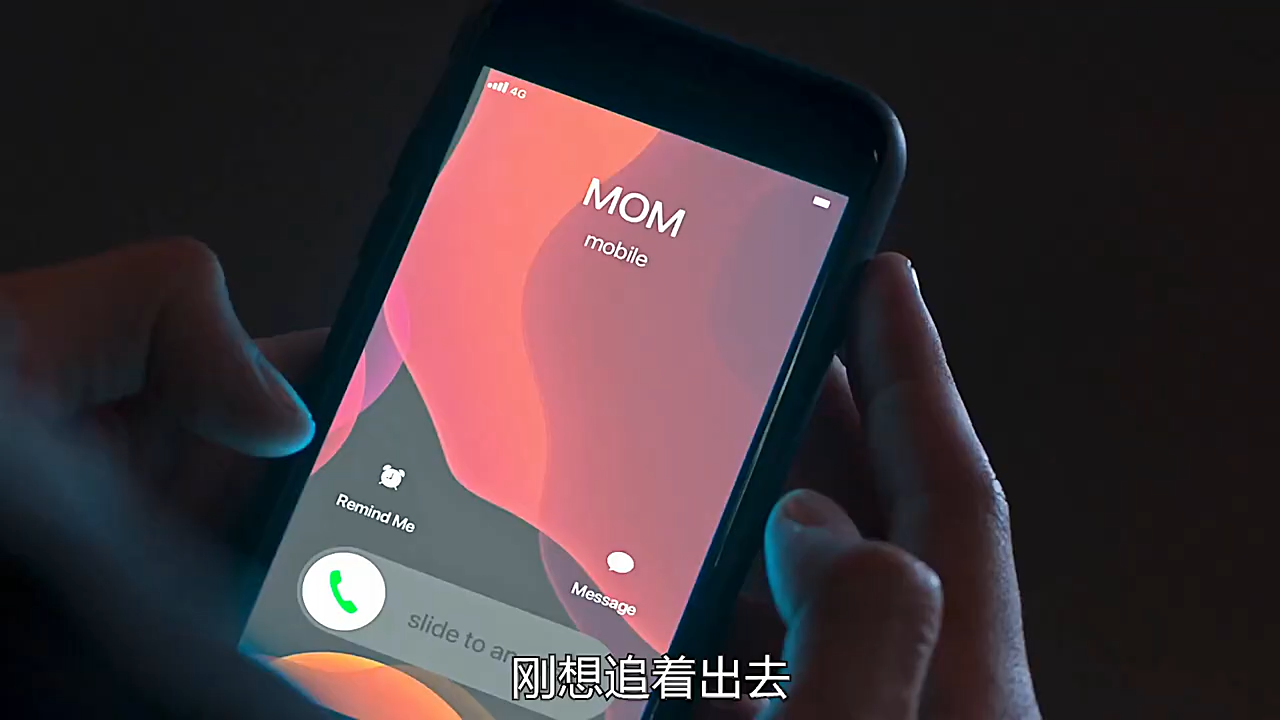 4G
MOM
mobile
Remind Me
Message
slide to an
刚想追着出去